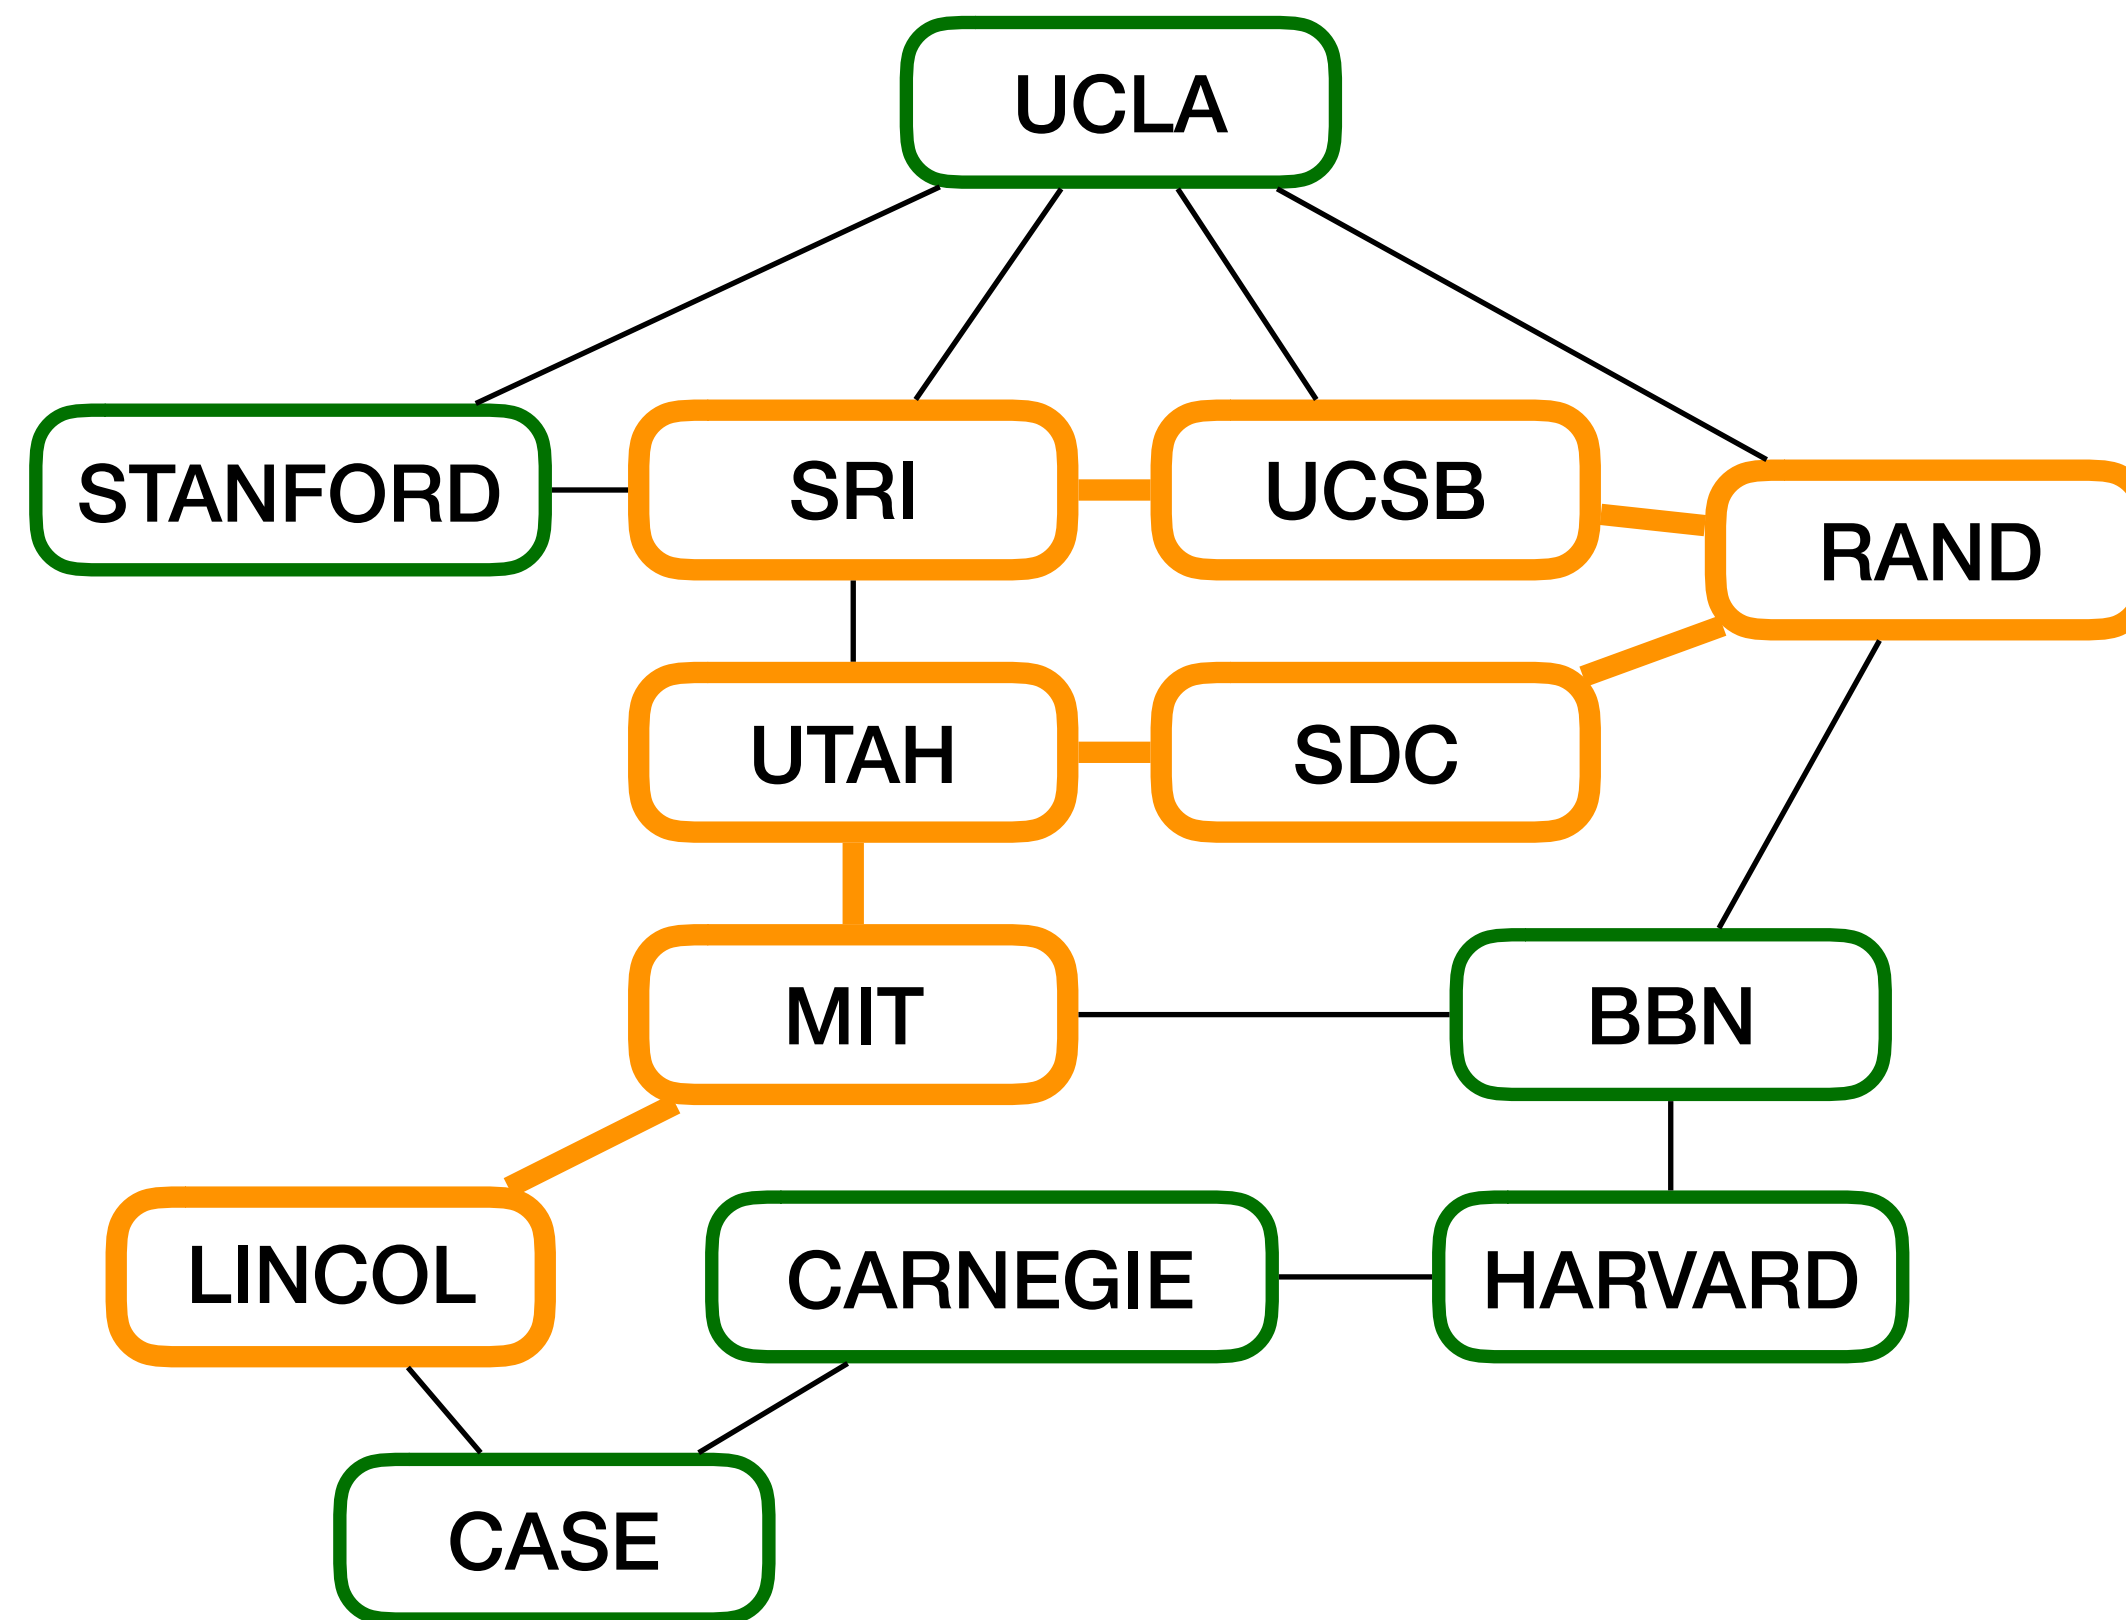 UCLA
STANFORD
SRI
UCSB
RAND
UTAH
SDC
MIT
BBN
LINCOL
CARNEGIE
HARVARD
CASE